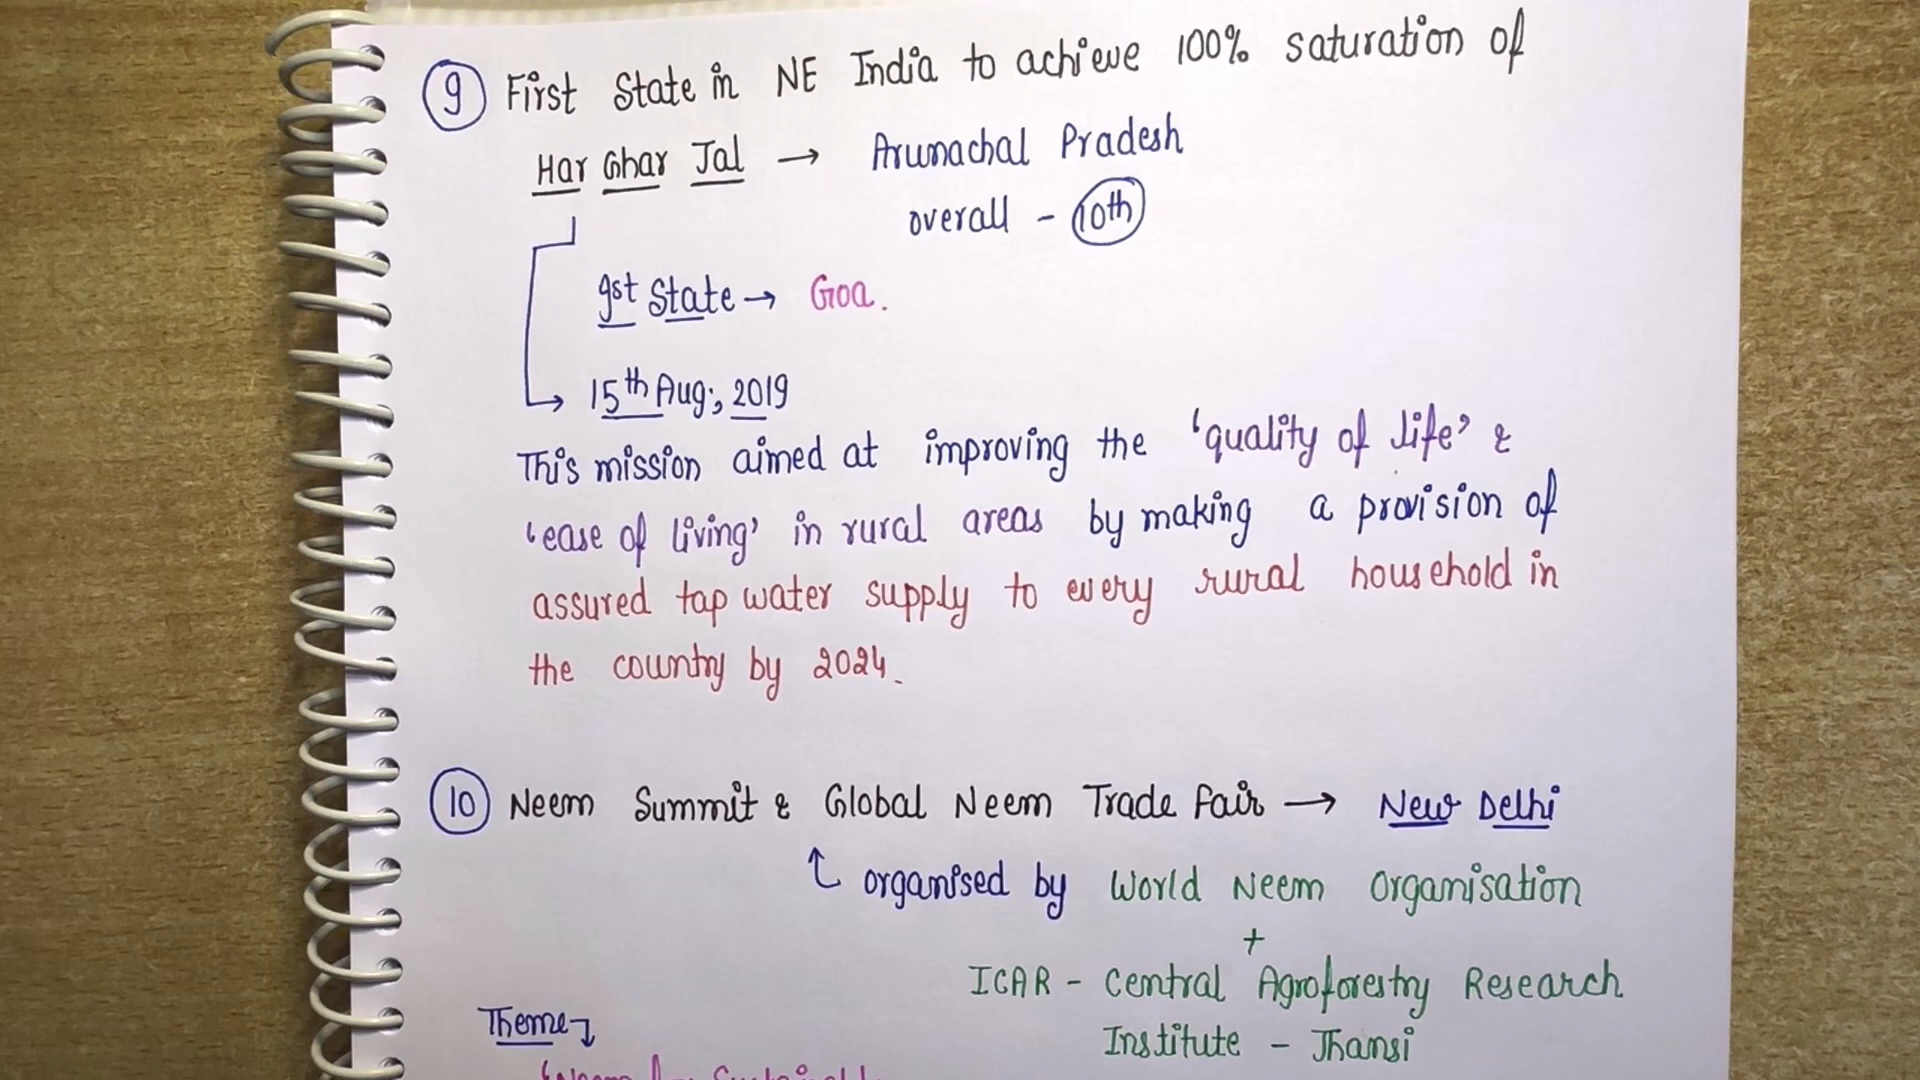 9 First State in NE India to achieve 100% saturation of
Har Ghar Jal → Arunachal Pradesh
overall - 10th
1st State → Goa.
15th Aug., 2019
This mission aimed at improving the 'quality of life' &
'ease of living' in rural areas by making a provision of
assured tap water supply to every rural household in
the country by 2024.
10 Neem Summit & Global Neem Trade Fair → New Delhi
organised by World Neem Organisation
+
ICAR - Central Agroforestry Research
Institute - Jhansi
Theme